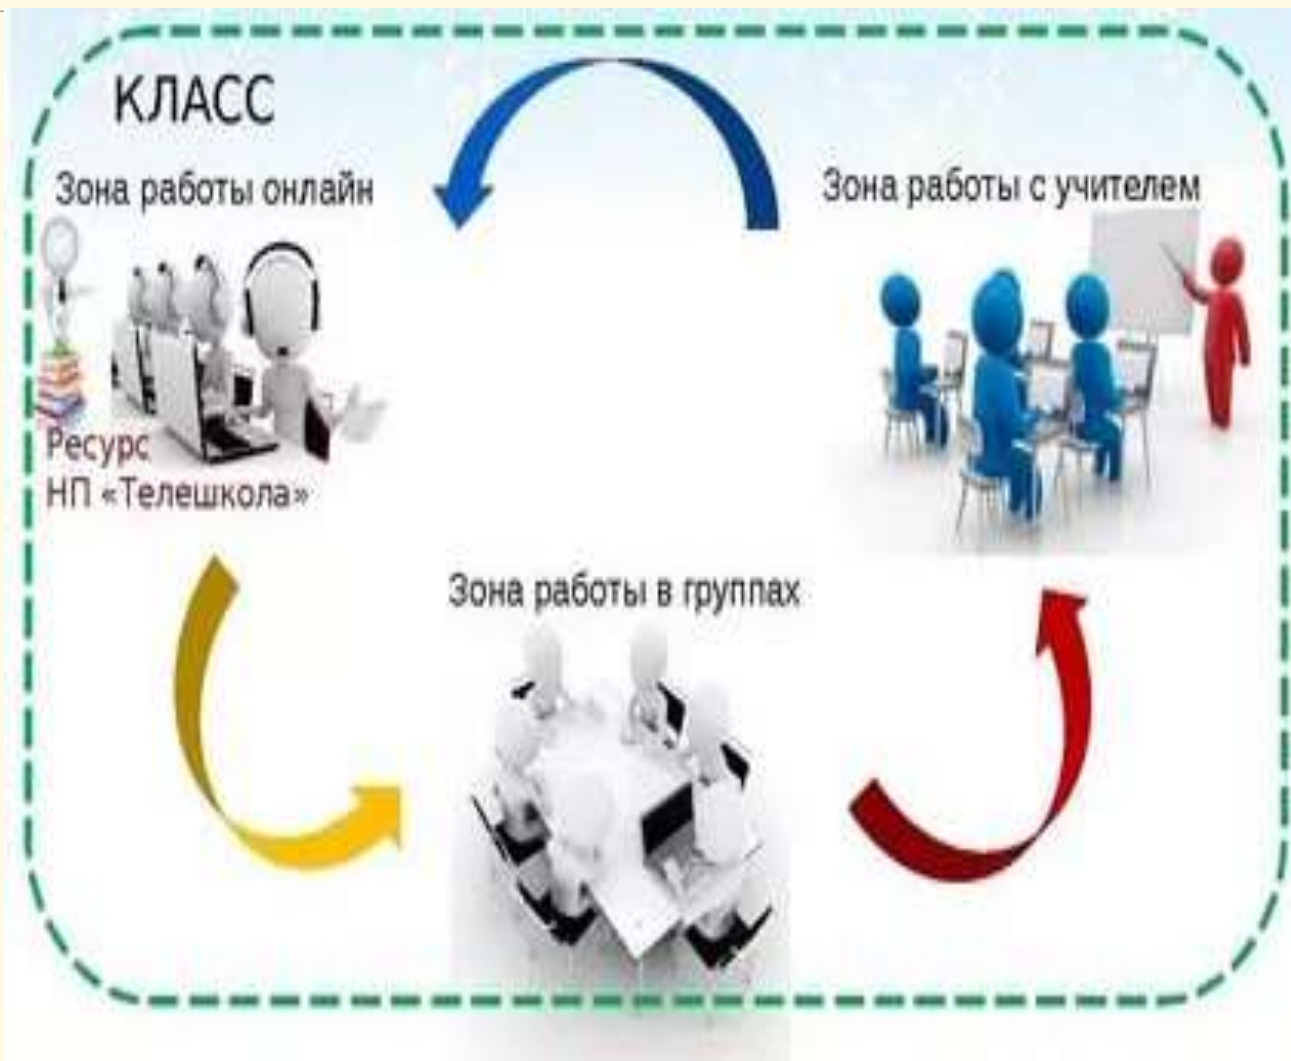 КЛАСС
Зона работы онлайн
Зона работы с учителем
Ресурс
НП «Телешкола»
Зона работы в группах